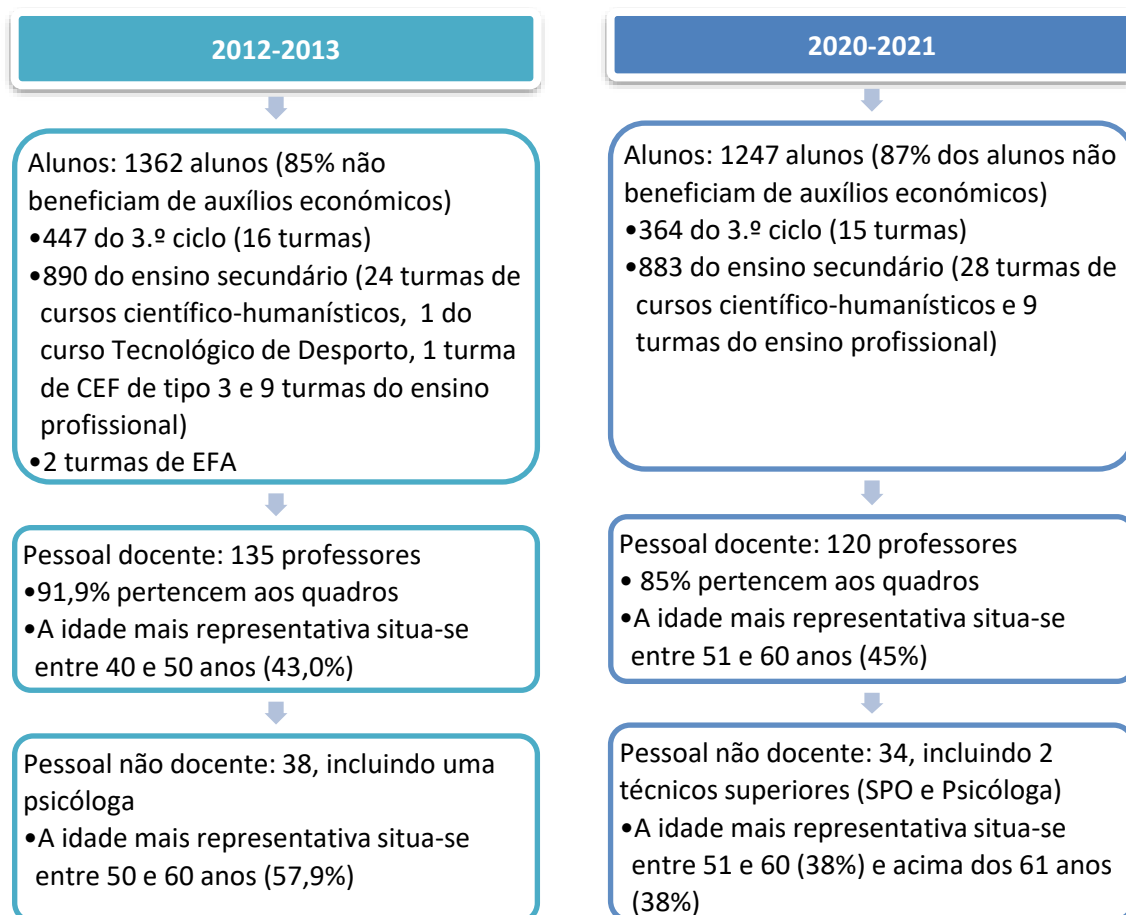 2012-2013
Alunos: 1362 alunos (85% não
beneficiam de auxílios económicos)
•447 do 3.º ciclo (16 turmas)
•890 do ensino secundário (24 turmas de
cursos científico-humanísticos, 1 do
curso Tecnológico de Desporto, 1 turma
de CEF de tipo 3 e 9 turmas do ensino
profissional)
•2 turmas de EFA
Pessoal docente: 135 professores
•91,9% pertencem aos quadros
•A idade mais representativa situa-se
entre 40 e 50 anos (43,0%)
Pessoal não docente: 38, incluindo uma
psicóloga
•A idade mais representativa situa-se
entre 50 e 60 anos (57,9%)
2020-2021
Alunos: 1247 alunos (87% dos alunos não
beneficiam de auxílios económicos)
•364 do 3.º ciclo (15 turmas)
•883 do ensino secundário (28 turmas de
cursos científico-humanísticos e 9
turmas do ensino profissional)
Pessoal docente: 120 professores
• 85% pertencem aos quadros
•A idade mais representativa situa-se
entre 51 e 60 anos (45%)
Pessoal não docente: 34, incluindo 2
técnicos superiores (SPO e Psicóloga)
•A idade mais representativa situa-se
entre 51 e 60 (38%) e acima dos 61 anos
(38%)